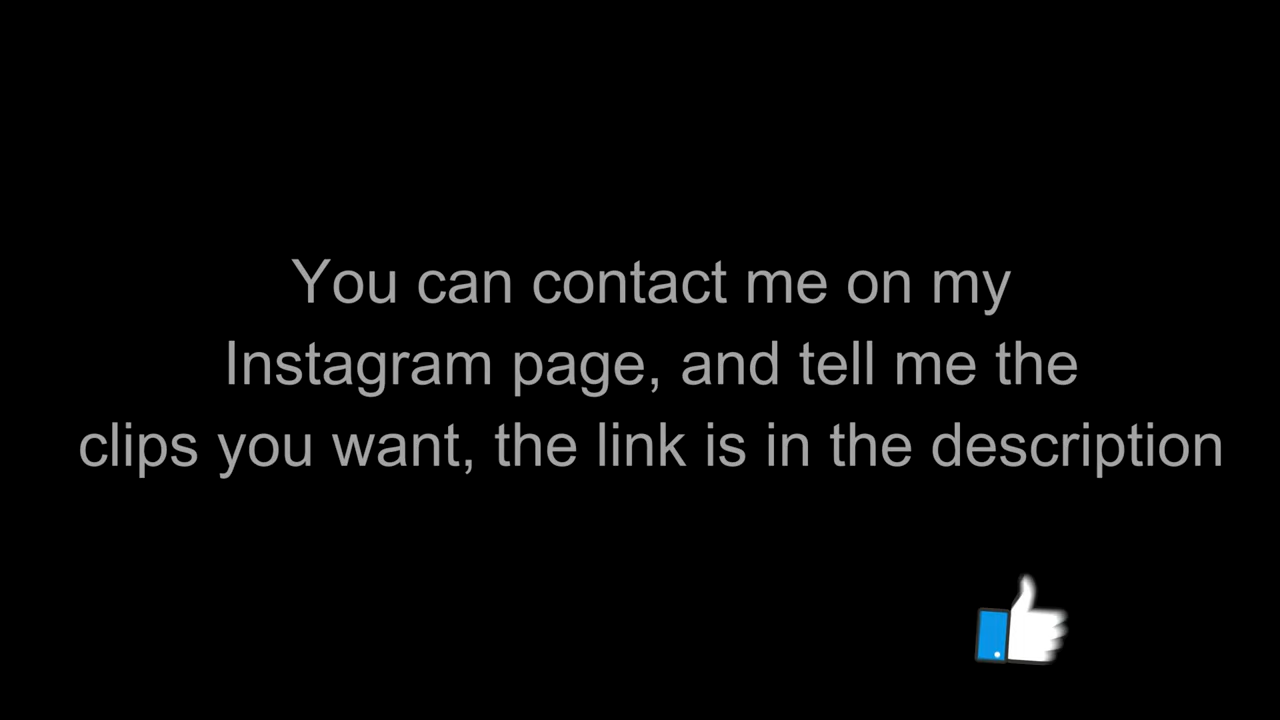 You can contact me on my
Instagram page, and tell me the
clips you want, the link is in the description